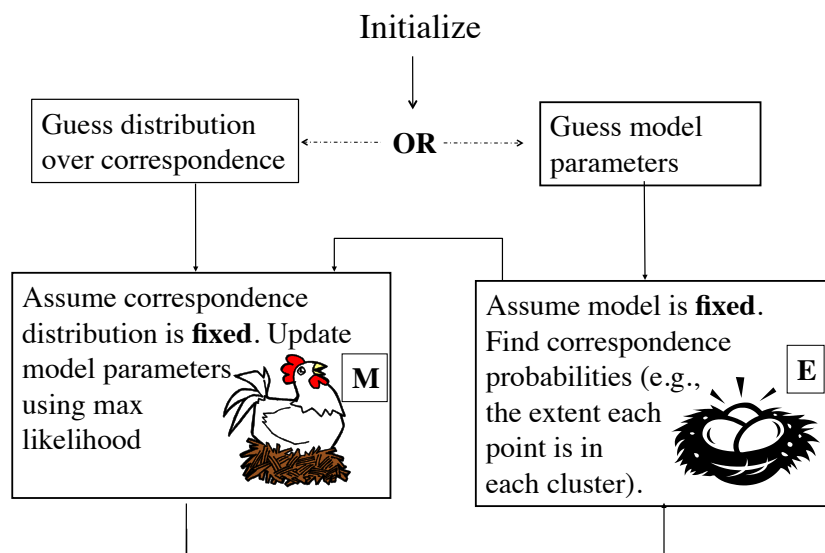 Initialize
Guess distribution
over correspondence
OR
Guess model
parameters
Assume correspondence
distribution is fixed. Update
model parameters
using max
likelihood
M
Assume model is fixed.
Find correspondence
probabilities (e.g.,
the extent each
point is in
each cluster).
E